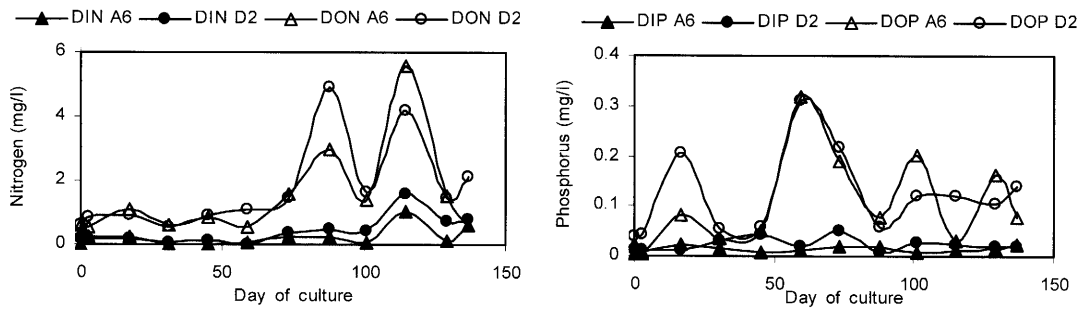 DIN A6 DIN D2 DON A6 DON D2
6
4
2
0
Nitrogen (mg/l)
0 50 100 150
Day of culture
DIP A6 DIP D2 DOP A6 DOP D2
0.4
0.3
0.2
0.1
0
Phosphorus (mg/l)
0 50 100 150
Day of culture